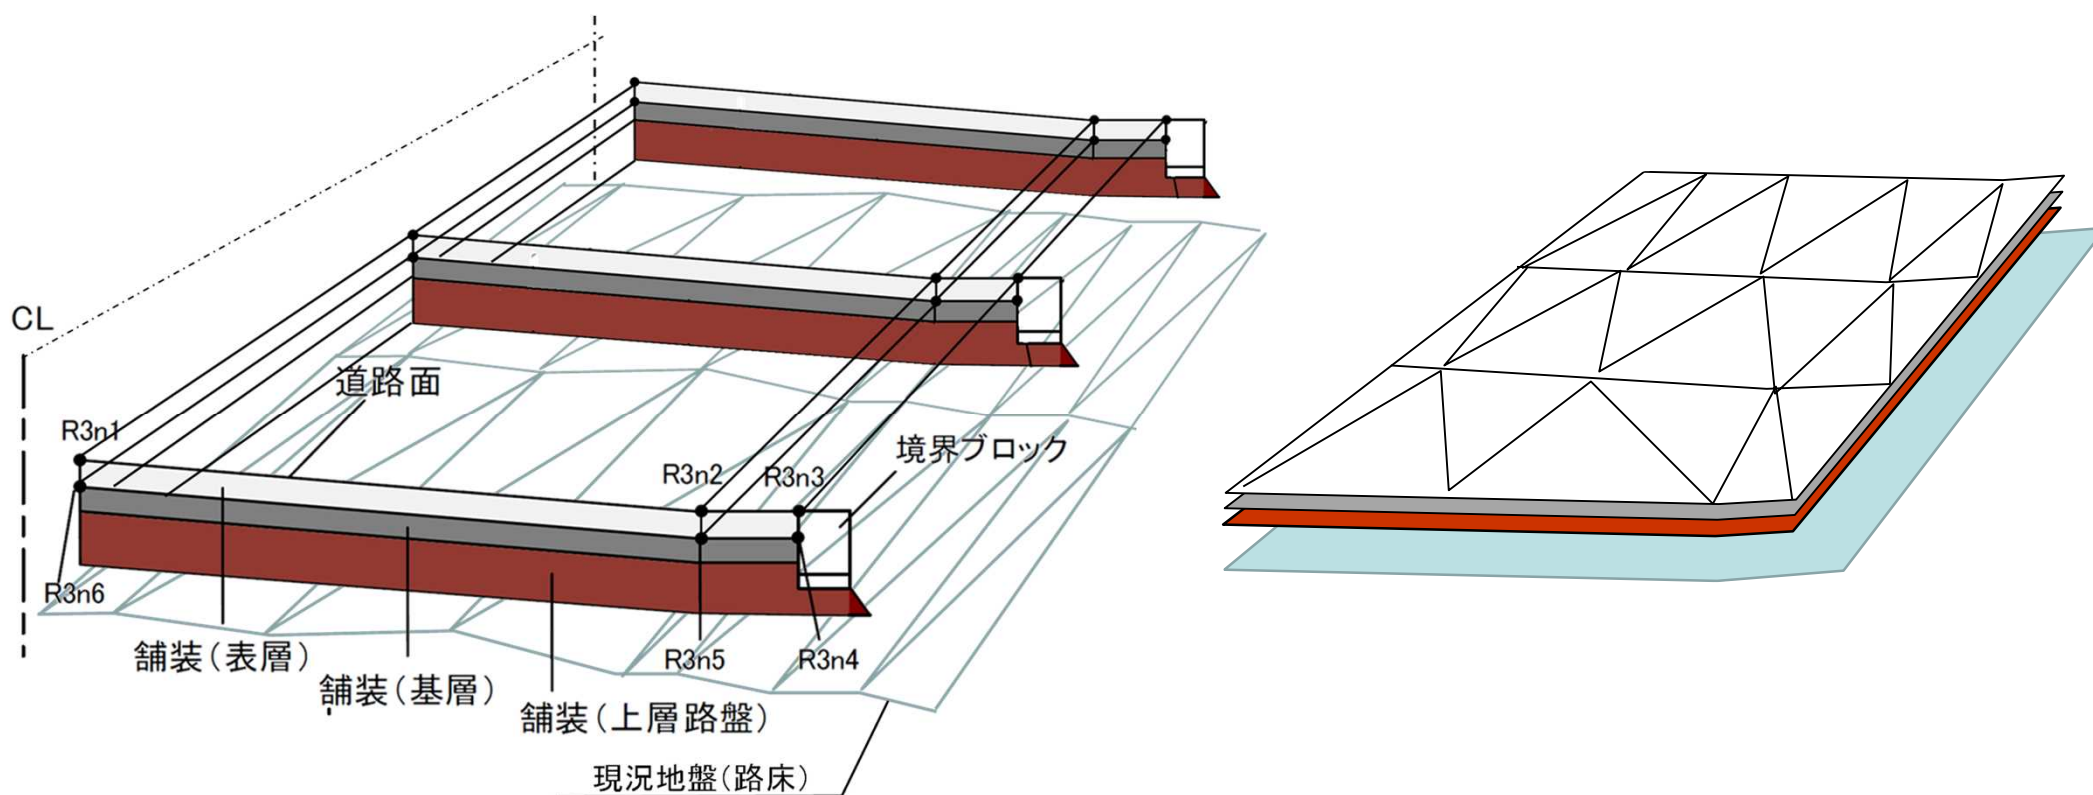 CL
道路面
R3n1
境界ブロック
R3n2
R3n3
R3n6
舗装(表層)
R3n5
R3n4
舗装(基層)
舗装(上層路盤)
現況地盤(路床)